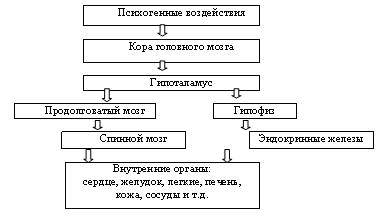 Психогенные воздействия
Кора головного мозга
Гипоталамус
Продолговатый мозг
Гипофиз
Спинной мозг
Эндокринные железы
Внутренние органы:
сердце, желудок, легкие, печень,
кожа, сосуды и т.д.